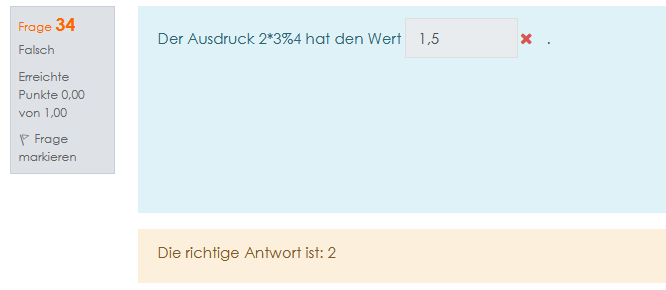 Frage 34
Falsch
Erreichte
Punkte 0,00
von 1,00
Frage
markieren
Der Ausdruck 2*3%4 hat den Wert 1,5 .
Die richtige Antwort ist: 2